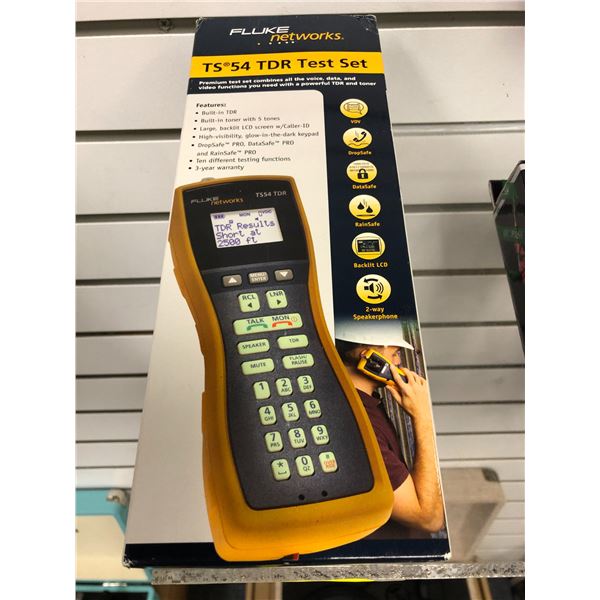 FLUKE
networks.
TS®54 TDR Test Set
Premium test set combines all the voice, data, and
video functions you need with a powerful TDR and toner
Features:
• Built-in TDR
• Built-in toner with 5 tones
• Large, backlit LCD screen w/Caller-ID
• High-visibility, glow-in-the-dark keypad
• DropSafe™ PRO, DataSafe™ PRO
and RainSafe™ PRO
• Ten different testing functions
• 3-year warranty
VDV
DropSafe
DataSafe
RainSafe
Backlit LCD
2-way
Speakerphone
FLUKE
networks
TS54 TDR
MON
TDR Results
Short at
2500 ft
MENU/
ENTER
RCL LNR
TALK MON
SPEAKER TDR
MUTE FLASH/
PAUSE
1 2 ABC 3 DEF
4 GHI 5 JKL 6 MNO
7 PRS 8 TUV 9 WXY
* 0 QZ #